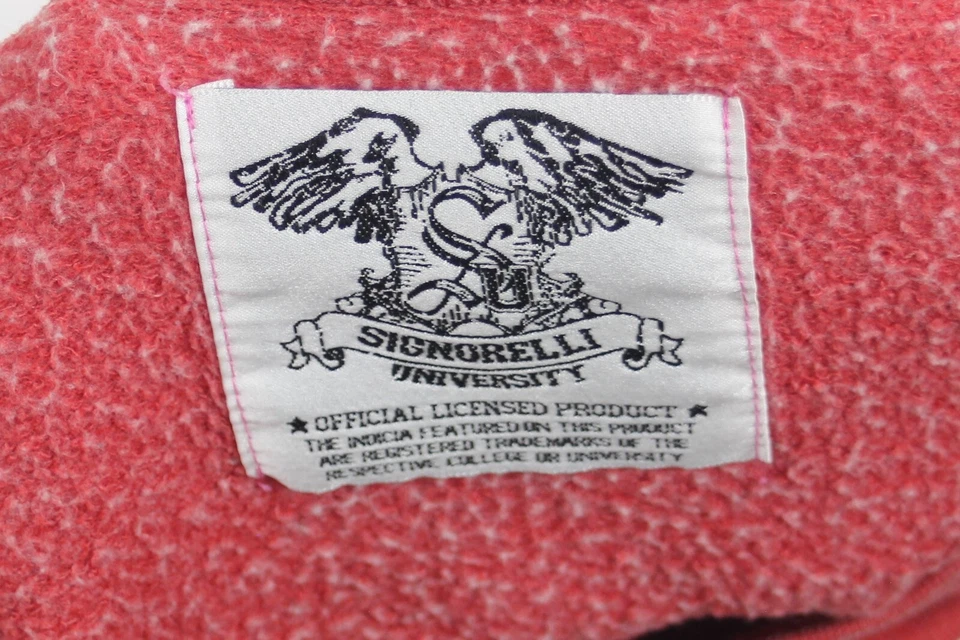 SU
SIGNORELLI
UNIVERSITY
★ OFFICIAL LICENSED PRODUCT ★
THE INDICIA FEATURED ON THIS PRODUCT
ARE REGISTERED TRADEMARKS OF THE
RESPECTIVE COLLEGE OR UNIVERSITY